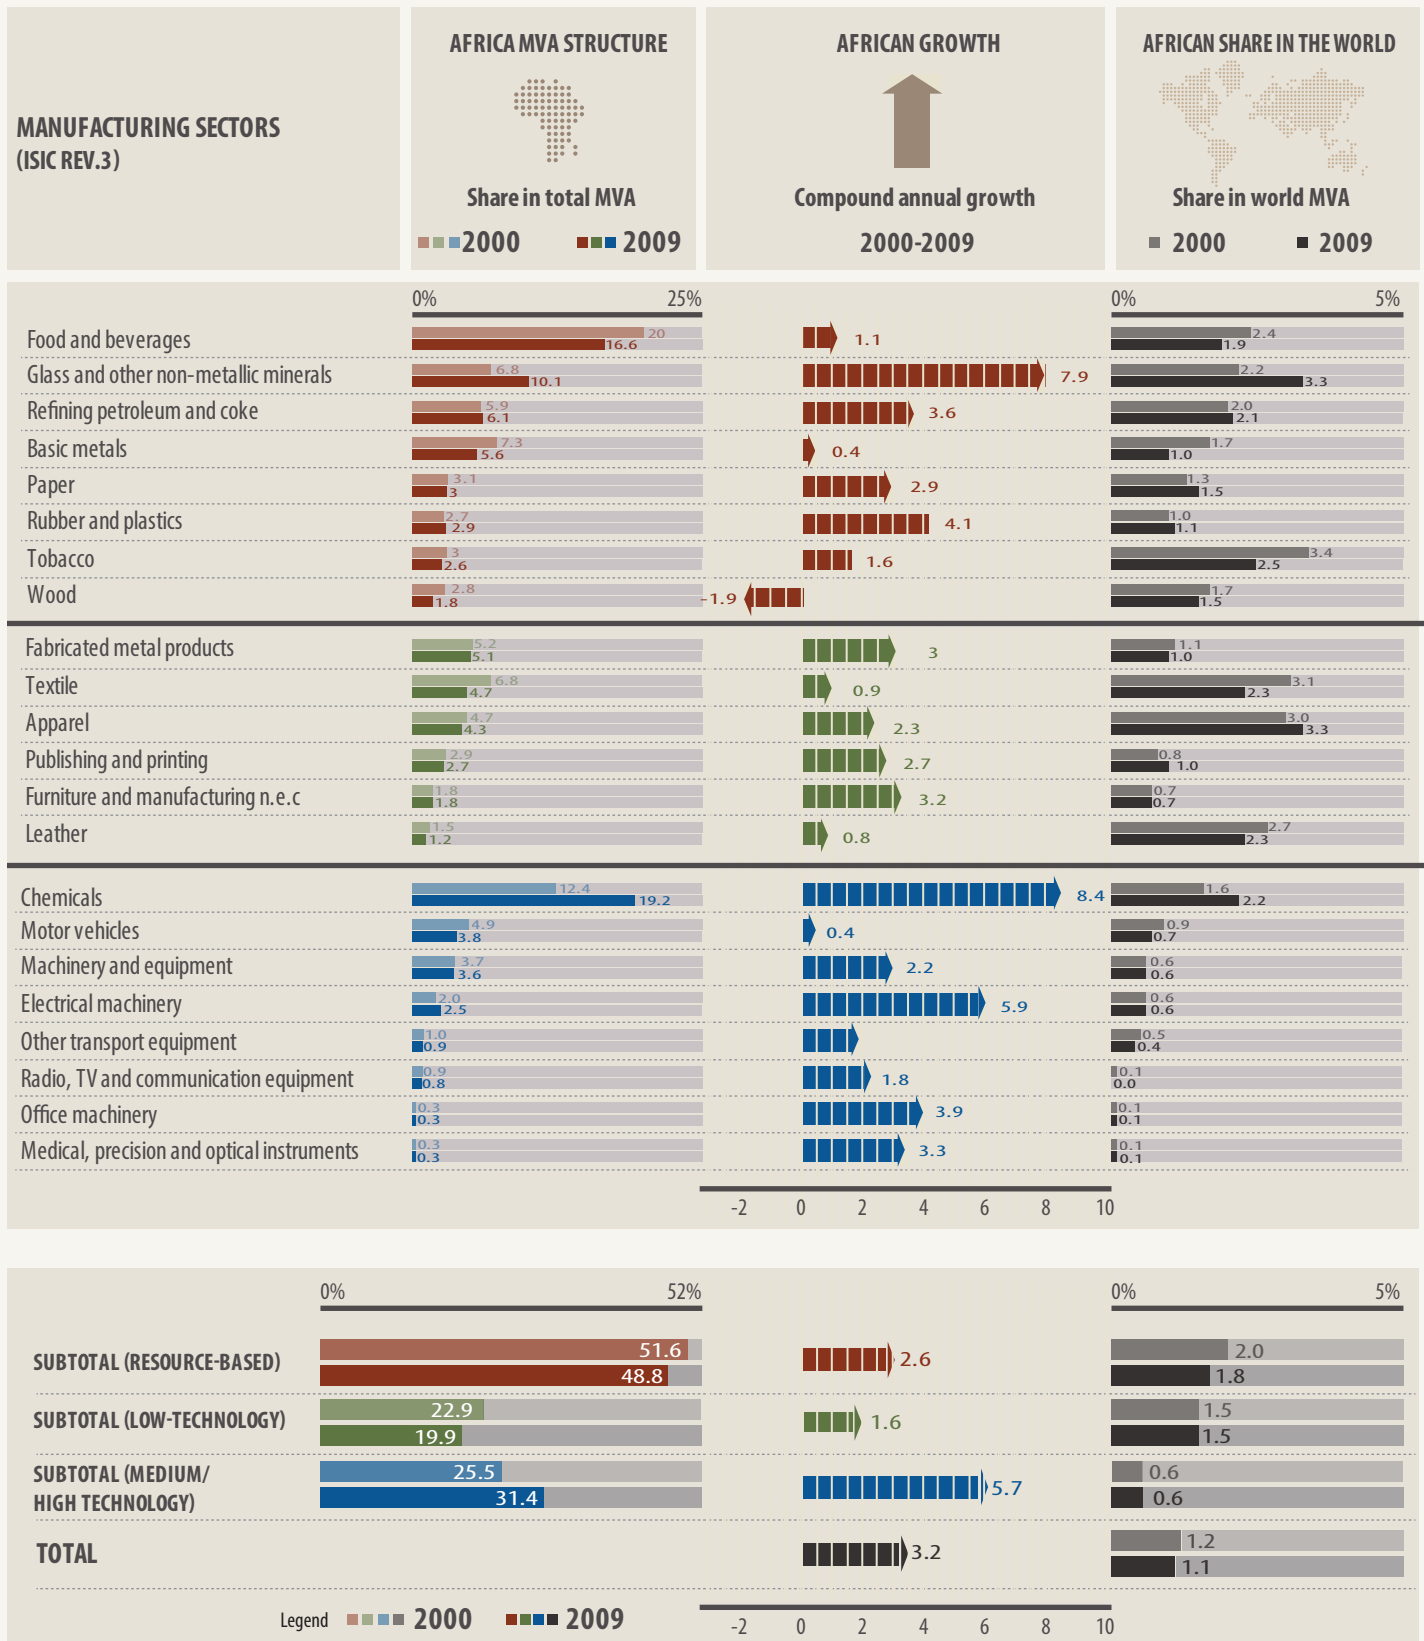 MANUFACTURING SECTORS
(ISIC REV.3)
AFRICA MVA STRUCTURE
Share in total MVA
2000 2009
AFRICAN GROWTH
Compound annual growth
2000-2009
AFRICAN SHARE IN THE WORLD
Share in world MVA
2000 2009
0% 25% 0% 5%
Food and beverages 20 16.6 1.1 2.4 1.9
Glass and other non-metallic minerals 6.8 10.1 7.9 2.2 3.3
Refining petroleum and coke 5.9 6.1 3.6 2.0 2.1
Basic metals 7.3 5.6 0.4 1.7 1.0
Paper 3.1 3 2.9 1.3 1.5
Rubber and plastics 2.7 2.9 4.1 1.0 1.1
Tobacco 3 2.6 1.6 3.4 2.5
Wood 2.8 1.8 -1.9 1.7 1.5
Fabricated metal products 5.2 5.1 3 1.1 1.0
Textile 6.8 4.7 0.9 3.1 2.3
Apparel 4.7 4.3 2.3 3.0 3.3
Publishing and printing 2.9 2.7 2.7 0.8 1.0
Furniture and manufacturing n.e.c 1.8 1.8 3.2 0.7 0.7
Leather 1.5 1.2 0.8 2.7 2.3
Chemicals 12.4 19.2 8.4 1.6 2.2
Motor vehicles 4.9 3.8 0.4 0.9 0.7
Machinery and equipment 3.7 3.6 2.2 0.6 0.6
Electrical machinery 2.0 2.5 5.9 0.6 0.6
Other transport equipment 1.0 0.9 0.5 0.4
Radio, TV and communication equipment 0.9 0.8 1.8 0.1 0.0
Office machinery 0.3 0.3 3.9 0.1 0.1
Medical, precision and optical instruments 0.3 0.3 3.3 0.1 0.1
-2 0 2 4 6 8 10
0% 52% 0% 5%
SUBTOTAL (RESOURCE-BASED) 51.6 48.8 2.6 2.0 1.8
SUBTOTAL (LOW-TECHNOLOGY) 22.9 19.9 1.6 1.5 1.5
SUBTOTAL (MEDIUM/
HIGH TECHNOLOGY) 25.5 31.4 5.7 0.6 0.6
TOTAL 3.2 1.2 1.1
Legend 2000 2009
-2 0 2 4 6 8 10